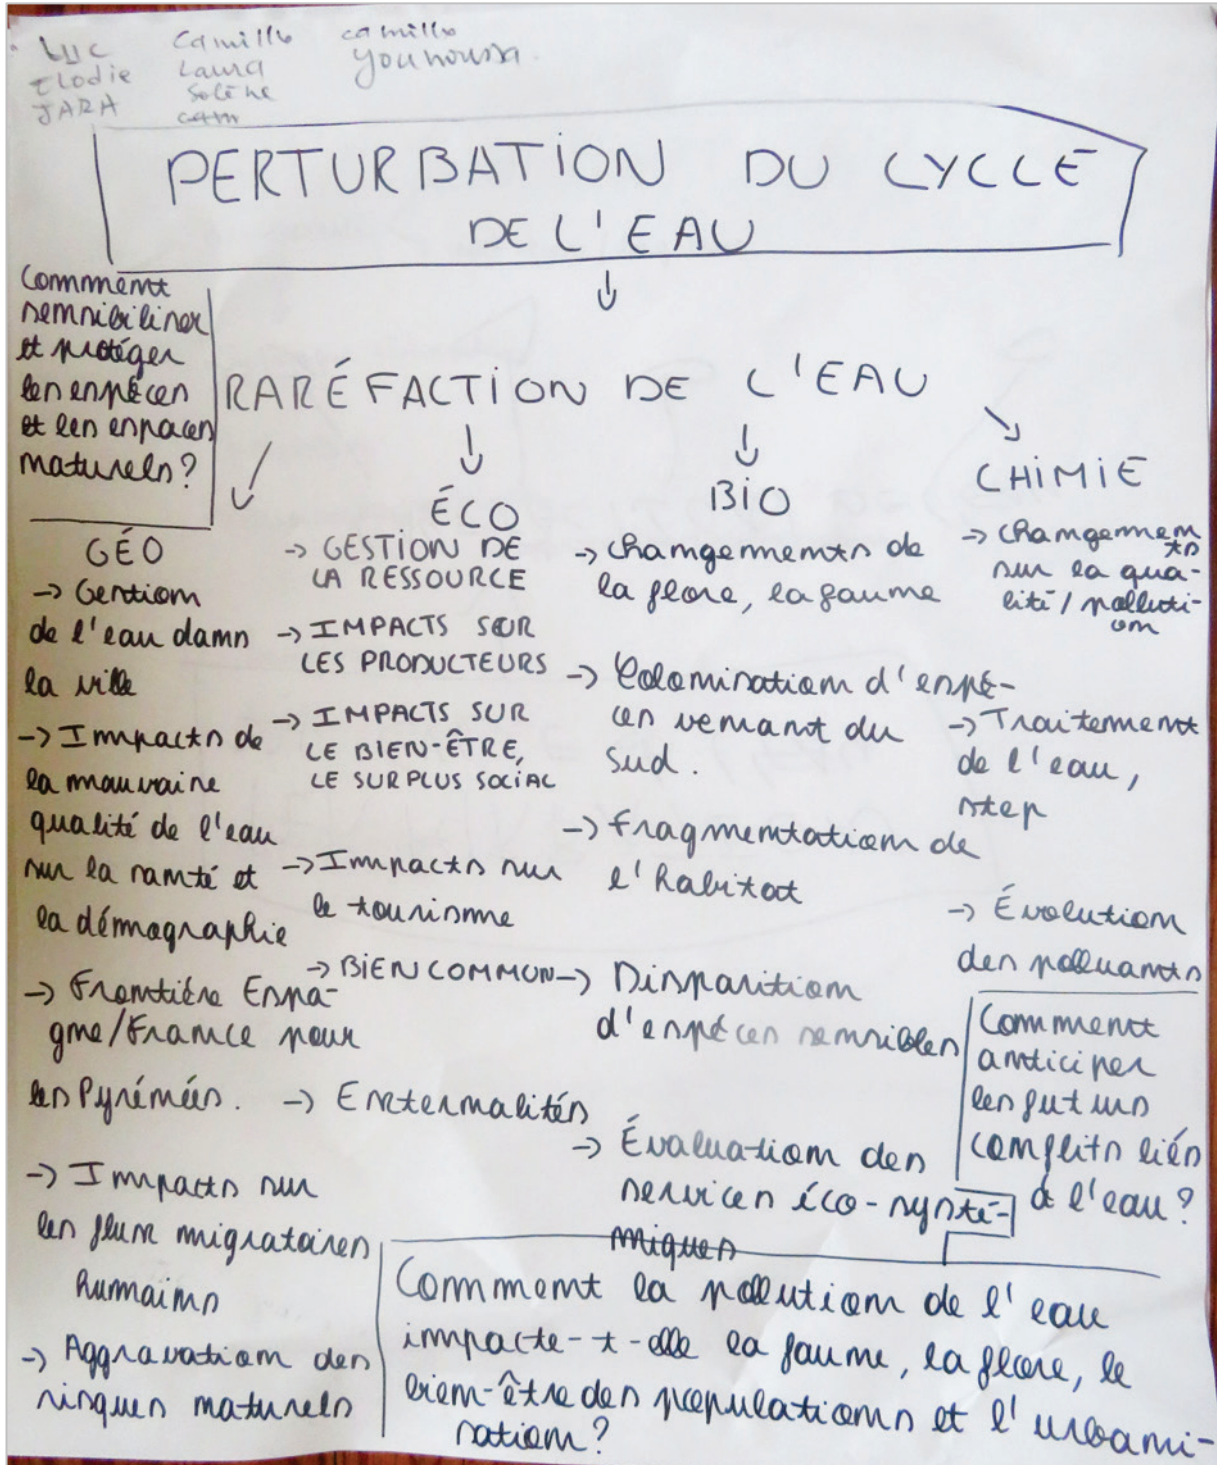 LUC Camille camille
Elodie Laura Younoussa.
JARA Solène
cam
PERTURBATION DU CYCLE
DE L'EAU
Comment
sensibiliser
et protéger
les espèces
et les espaces
naturels?
RARÉFACTION DE L'EAU
GÉO
→ Gestion
de l'eau dans
la ville
→ Impacts de
la mauvaise
qualité de l'eau
sur la santé et
la démographie
→ Frontière Espa-
gne/France pour
les Pyrénées.
→ Impacts sur
les flux migratoires
humains
→ Aggravation des
risques naturels
ÉCO
→ GESTION DE
LA RESSOURCE
→ IMPACTS SUR
LES PRODUCTEURS
→ IMPACTS SUR
LE BIEN-ÊTRE,
LE SURPLUS SOCIAL
→ Impacts sur
le tourisme
→ BIEN COMMUN
→ Externalités
BIO
→ Changements de
la flore, la faune
→ Colonisation d'espè-
ces venant du
sud.
→ Fragmentation de
l'habitat
→ Disparition
d'espèces sensibles
→ Évaluation des
services éco-systé-
miques
CHIMIE
→ Changemen
ts
sur la qua-
lité / polluti-
on
→ Traitement
de l'eau,
step
→ Évolution
des polluants
Comment
anticiper
les futurs
conflits liés
à l'eau?
Comment la pollution de l'eau
impacte-t-elle la faune, la flore, le
bien-être des populations et l'urbani-
sation?